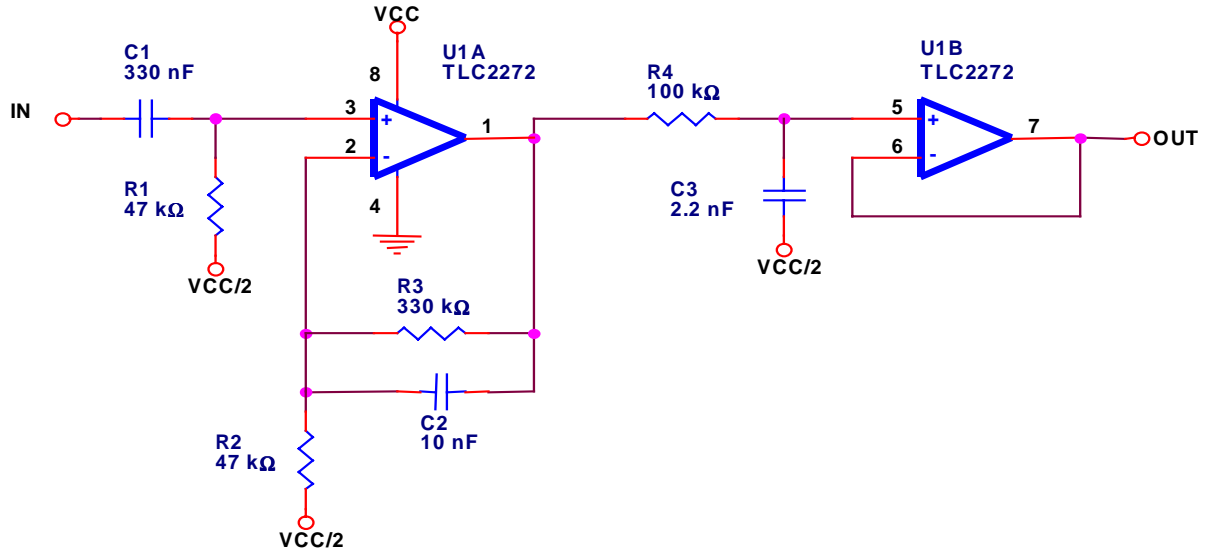 VCC
C1
330 nF
8
U1A
TLC2272
U1B
TLC2272
R4
100 kΩ
IN
3
+
2
-
1
5
+
6
-
7
OUT
R1
47 kΩ
4
C3
2.2 nF
VCC/2
VCC/2
R3
330 kΩ
C2
10 nF
R2
47 kΩ
VCC/2